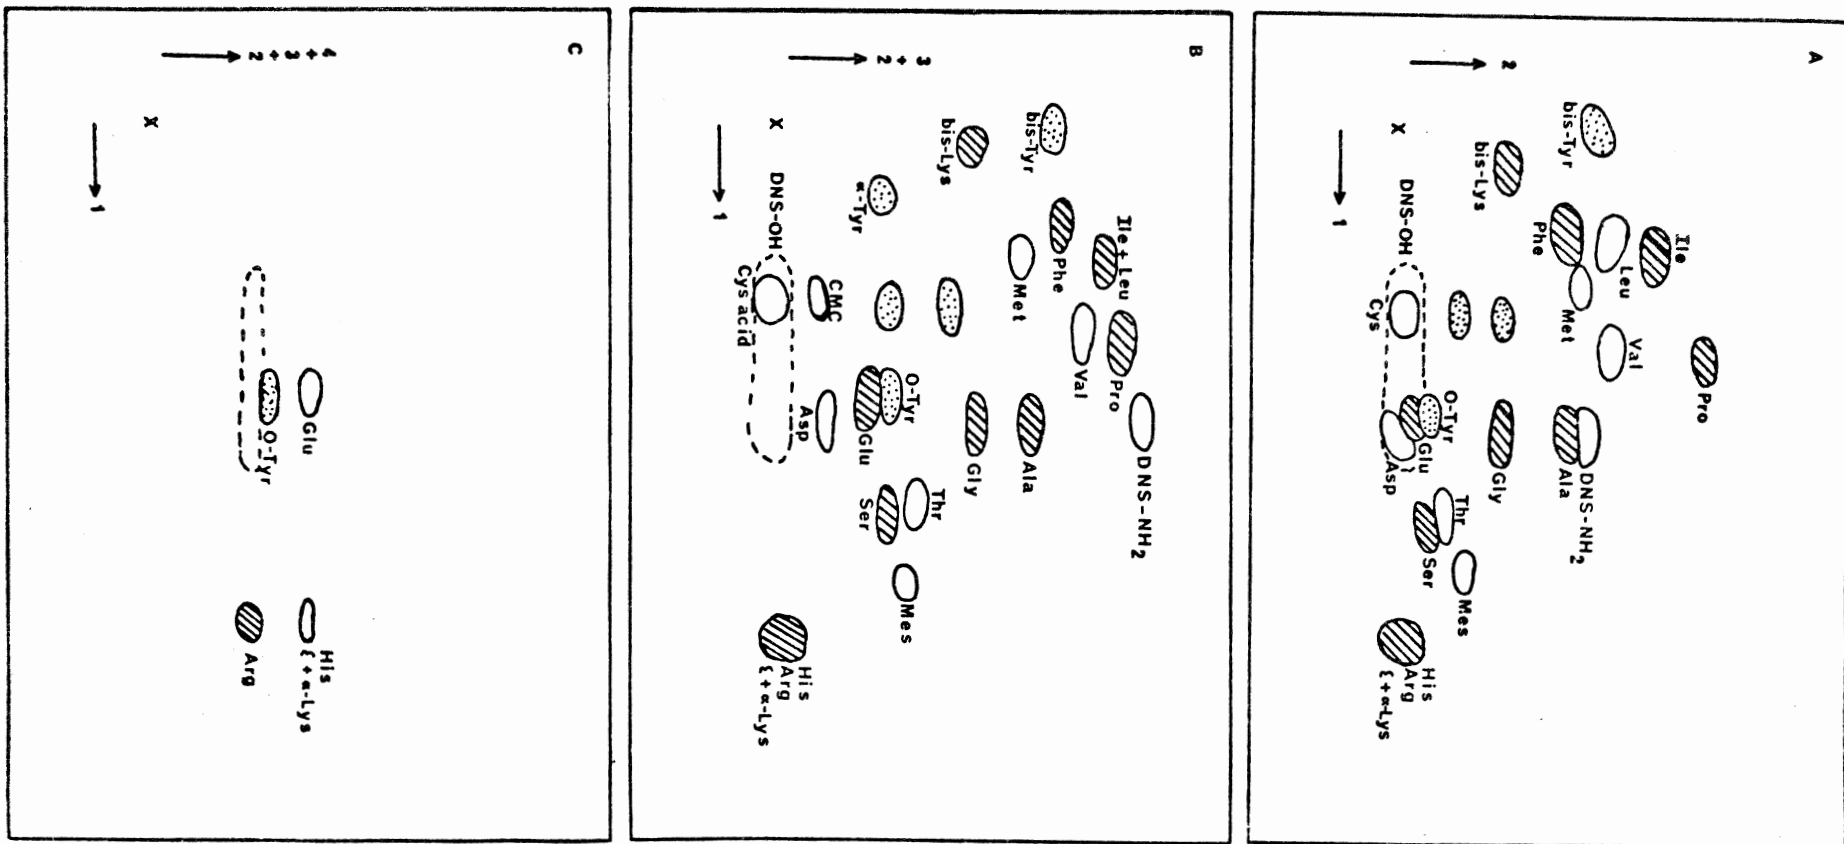 A
2
X
1
bis-Tyr
bis-Lys
DNS-OH
Phe
Leu
Ile
Met
Cys
Val
Pro
O-Tyr
Glu
Asp
Gly
Ala
DNS-NH₂
Thr
Ser
Mes
His
Arg
ξ+α-Lys
B
2 + 3
X
1
bis-Tyr
bis-Lys
α-Tyr
DNS-OH
Phe
Ile + Leu
Met
CMC
Cys acid
Val
Pro
O-Tyr
Glu
Asp
Gly
Ala
DNS-NH₂
Thr
Ser
Mes
His
Arg
ξ+α-Lys
C
2 + 3 + 4
X
1
Glu
O-Tyr
His
ξ+α-Lys
Arg